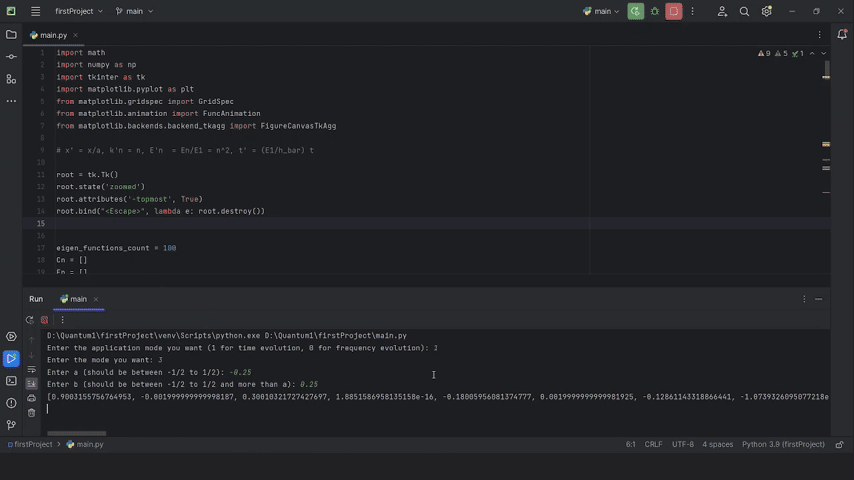 firstProject
main
main
main.py
9 5 1
1 import math
2 import numpy as np
3 import tkinter as tk
4 import matplotlib.pyplot as plt
5 from matplotlib.gridspec import GridSpec
6 from matplotlib.animation import FuncAnimation
7 from matplotlib.backends.backend_tkagg import FigureCanvasTkAgg
8
9 # x' = x/a, k'n = n, E'n = En/E1 = n^2, t' = (E1/h_bar) t
10
11 root = tk.Tk()
12 root.state('zoomed')
13 root.attributes('-topmost', True)
14 root.bind("<Escape>", lambda e: root.destroy())
15
16
17 eigen_functions_count = 100
18 Cn = []
19 En = []
Run main
D:\Quantum1\firstProject\venv\Scripts\python.exe D:\Quantum1\firstProject\main.py
Enter the application mode you want (1 for time evolution, 0 for frequency evolution): 1
Enter the mode you want: 3
Enter a (should be between -1/2 to 1/2): -0.25
Enter b (should be between -1/2 to 1/2 and more than a): 0.25
[0.9003155756764953, -0.0019999999999998187, 0.30010321727427697, 1.8851586958135158e-16, -0.18005956081374777, 0.0019999999999981925, -0.12861143318866441, -1.0739326095077218e
firstProject > main.py
6:1 CRLF UTF-8 4 spaces Python 3.9 (firstProject)